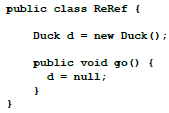 public class ReRef {
Duck d = new Duck();
public void go() {
d = null;
}
}